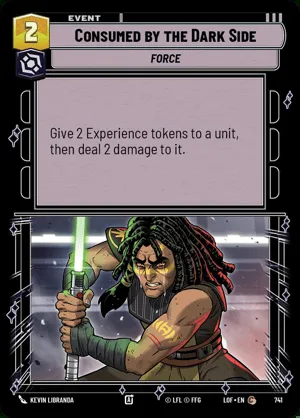 EVENT
2
CONSUMED BY THE DARK SIDE
FORCE
Give 2 Experience tokens to a unit,
then deal 2 damage to it.
KEVIN LIBRANDA
© LFL © FFG
LOF • EN
C
741